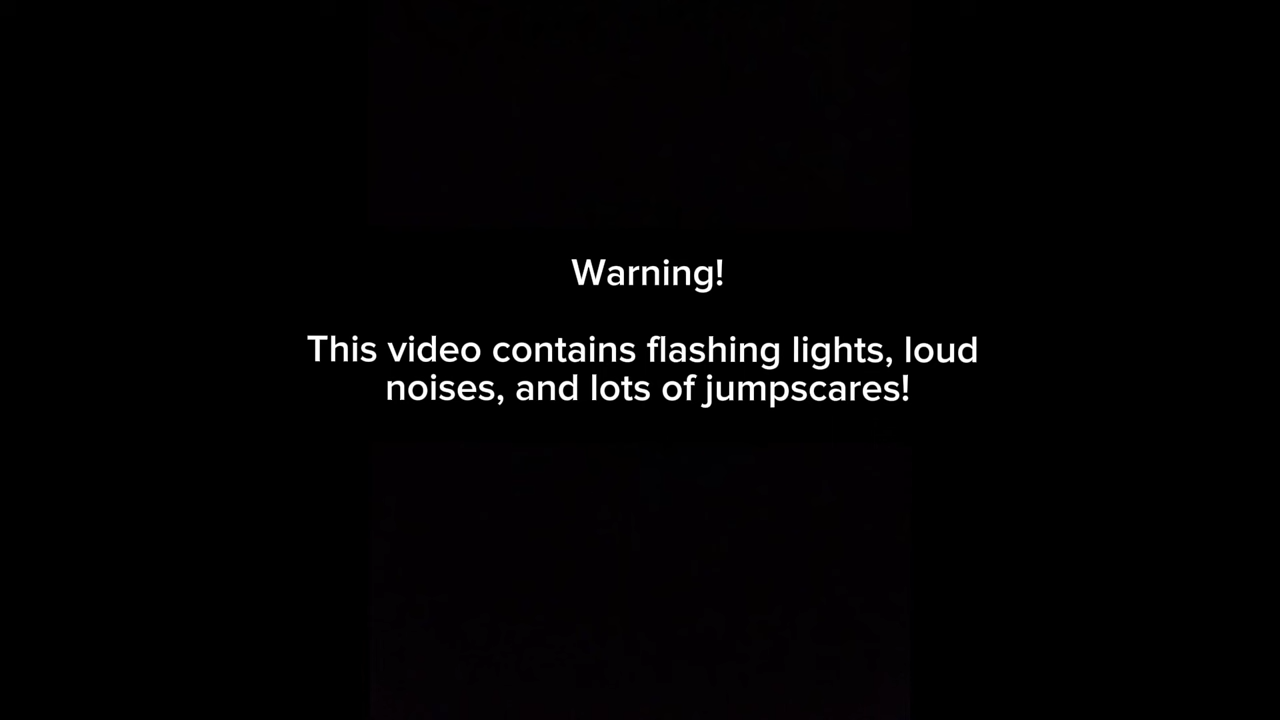 Warning!
This video contains flashing lights, loud
noises, and lots of jumpscares!